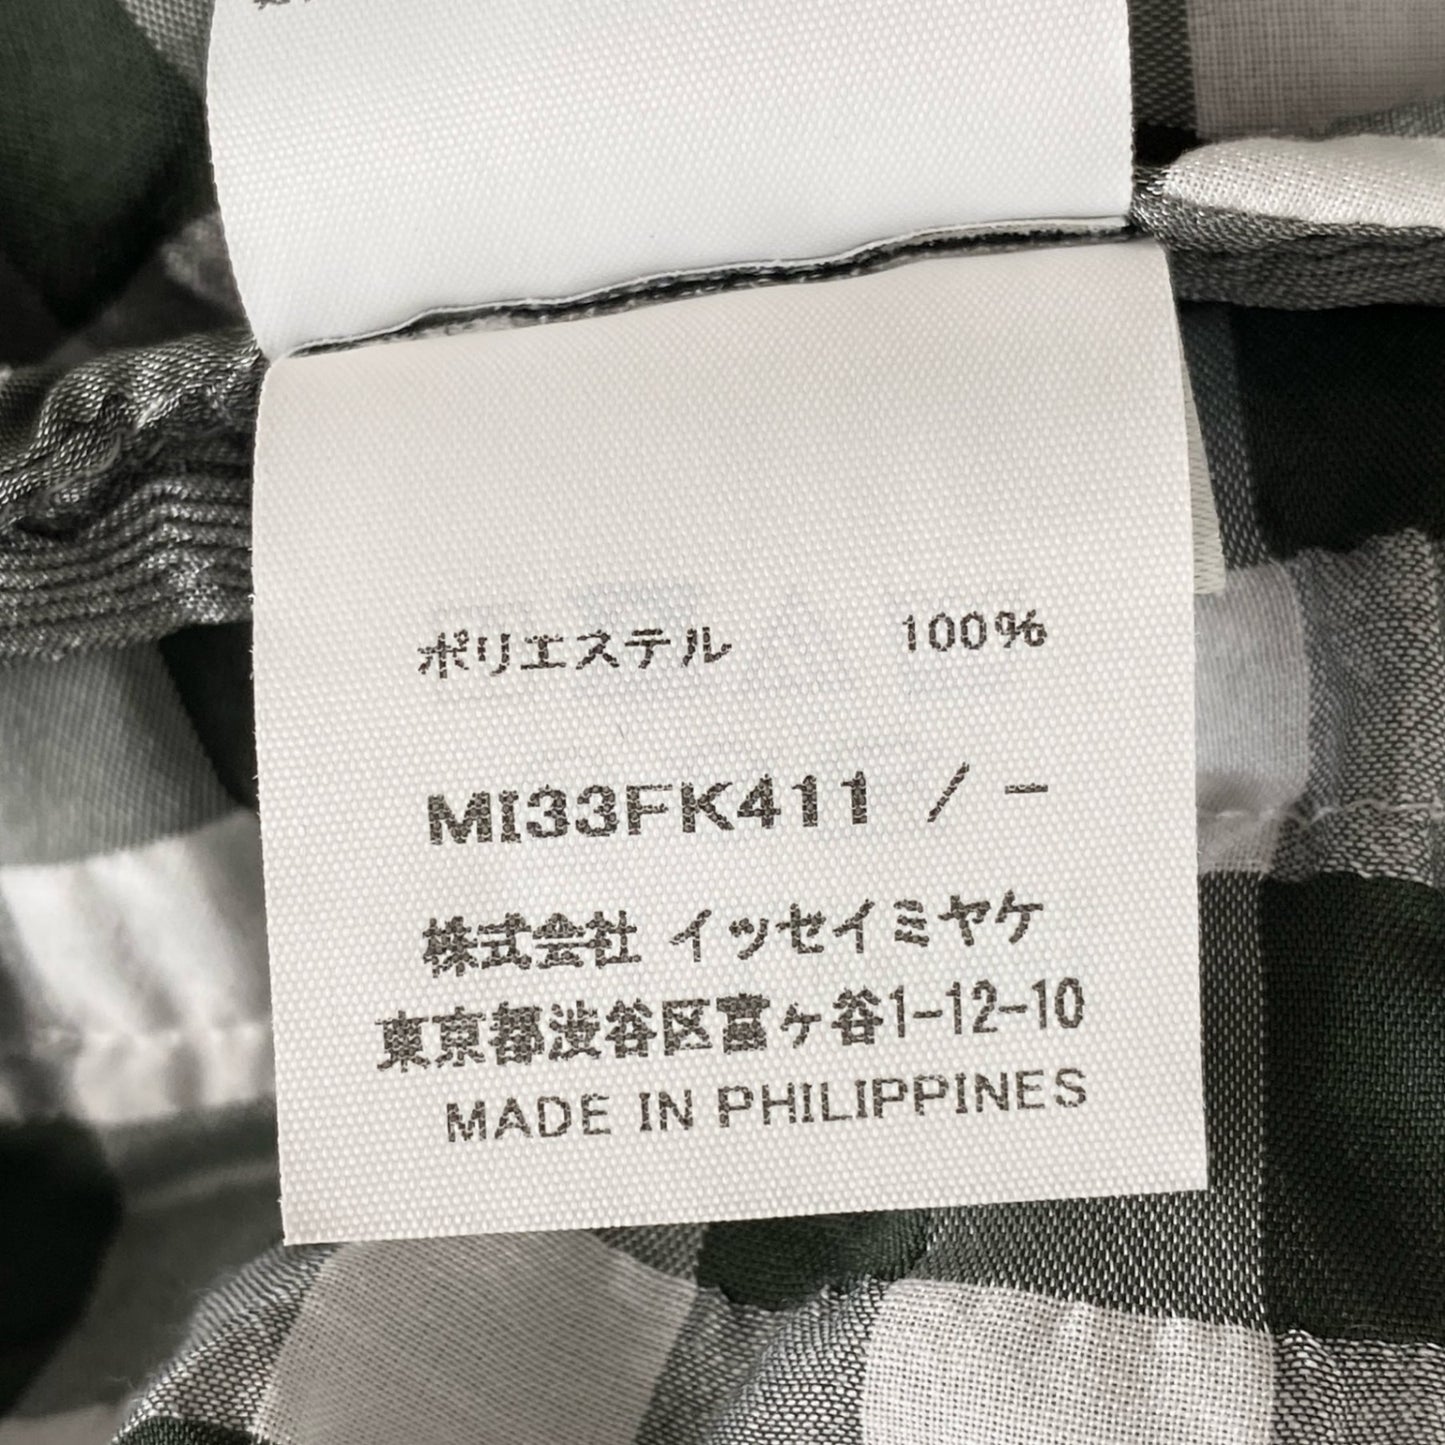 ポリエステル 100%
MI33FK411 / -
株式会社 イッセイミヤケ
東京都渋谷区富ヶ谷1-12-10
MADE IN PHILIPPINES